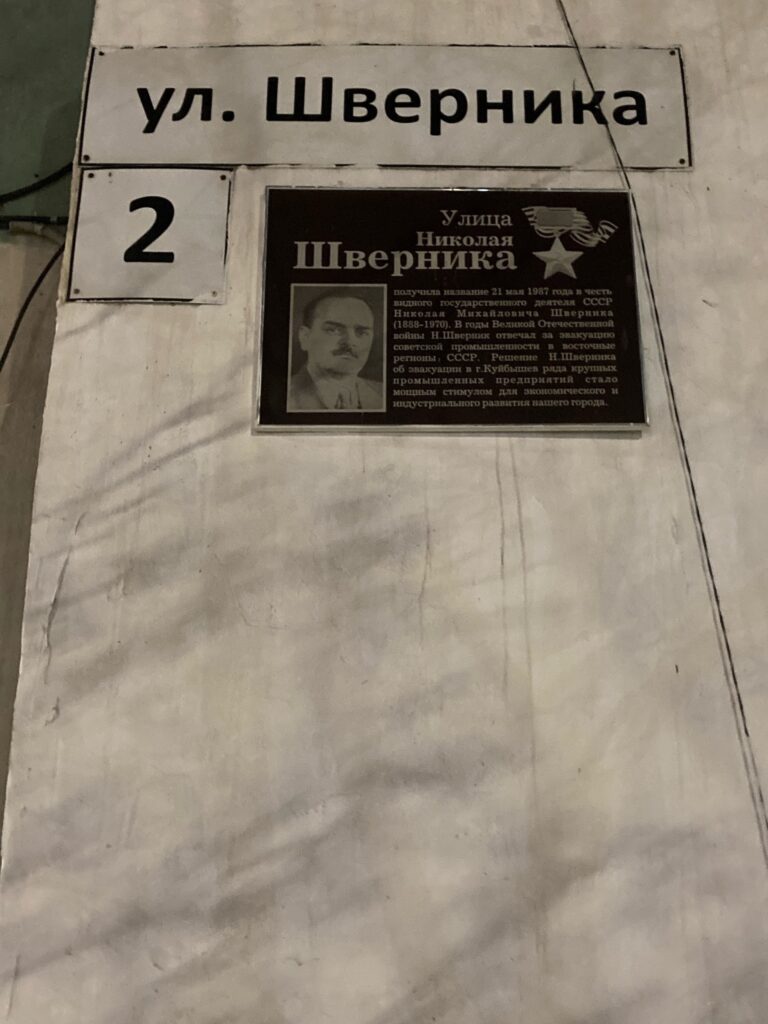 ул. Шверника
2
Улица
Николая
Шверника
получила название 21 мая 1987 года в честь
видного государственного деятеля СССР
Николая Михайловича Шверника
(1888-1970). В годы Великой Отечественной
войны Н.Шверник отвечал за эвакуацию
советской промышленности в восточные
регионы СССР. Решение Н.Шверника
об эвакуации в г.Куйбышев ряда крупных
промышленных предприятий стало
мощным стимулом для экономического и
индустриального развития нашего города.